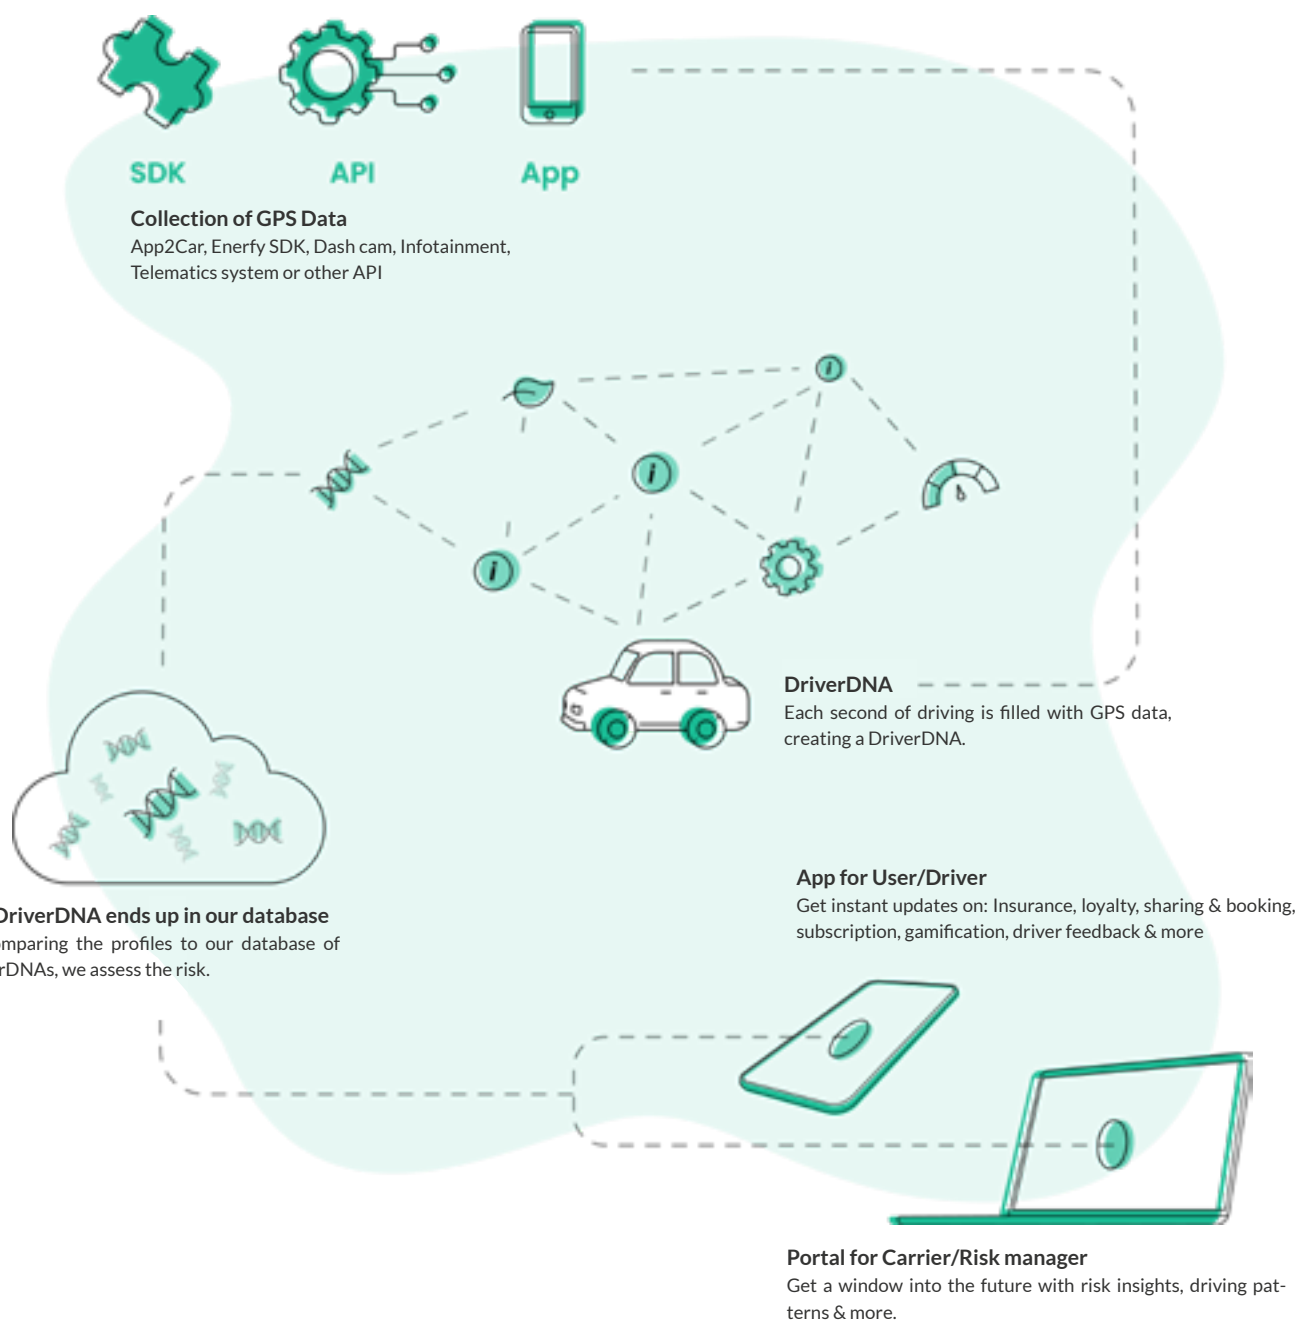 SDK API App
Collection of GPS Data
App2Car, Enerfy SDK, Dash cam, Infotainment,
Telematics system or other API
i
i
i
DriverDNA
Each second of driving is filled with GPS data,
creating a DriverDNA.
DriverDNA ends up in our database
omparing the profiles to our database of
rDNAs, we assess the risk.
App for User/Driver
Get instant updates on: Insurance, loyalty, sharing & booking,
subscription, gamification, driver feedback & more
Portal for Carrier/Risk manager
Get a window into the future with risk insights, driving pat-
terns & more.